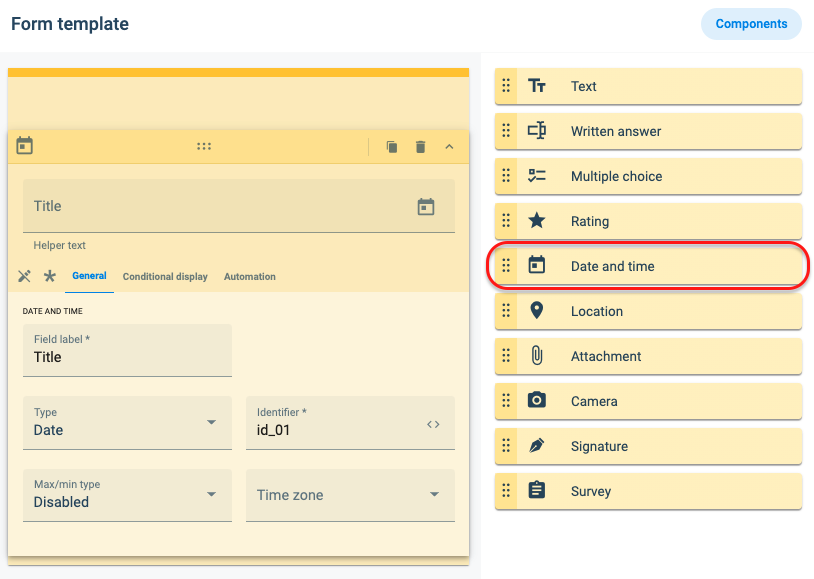 Form template
Components
Title
Helper text
General Conditional display Automation
DATE AND TIME
Field label *
Title
Type
Date
Identifier *
id_01
Max/min type
Disabled
Time zone
Text
Written answer
Multiple choice
Rating
Date and time
Location
Attachment
Camera
Signature
Survey